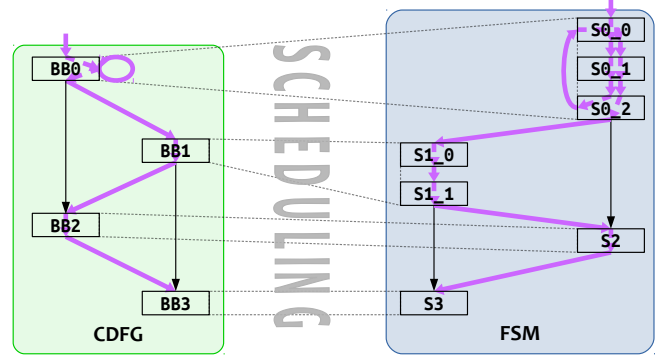 S0_0
BB0
S0_1
S0_2
BB1
S1_0
S1_1
BB2
S2
BB3
S3
SCHEDULING
CDFG
FSM